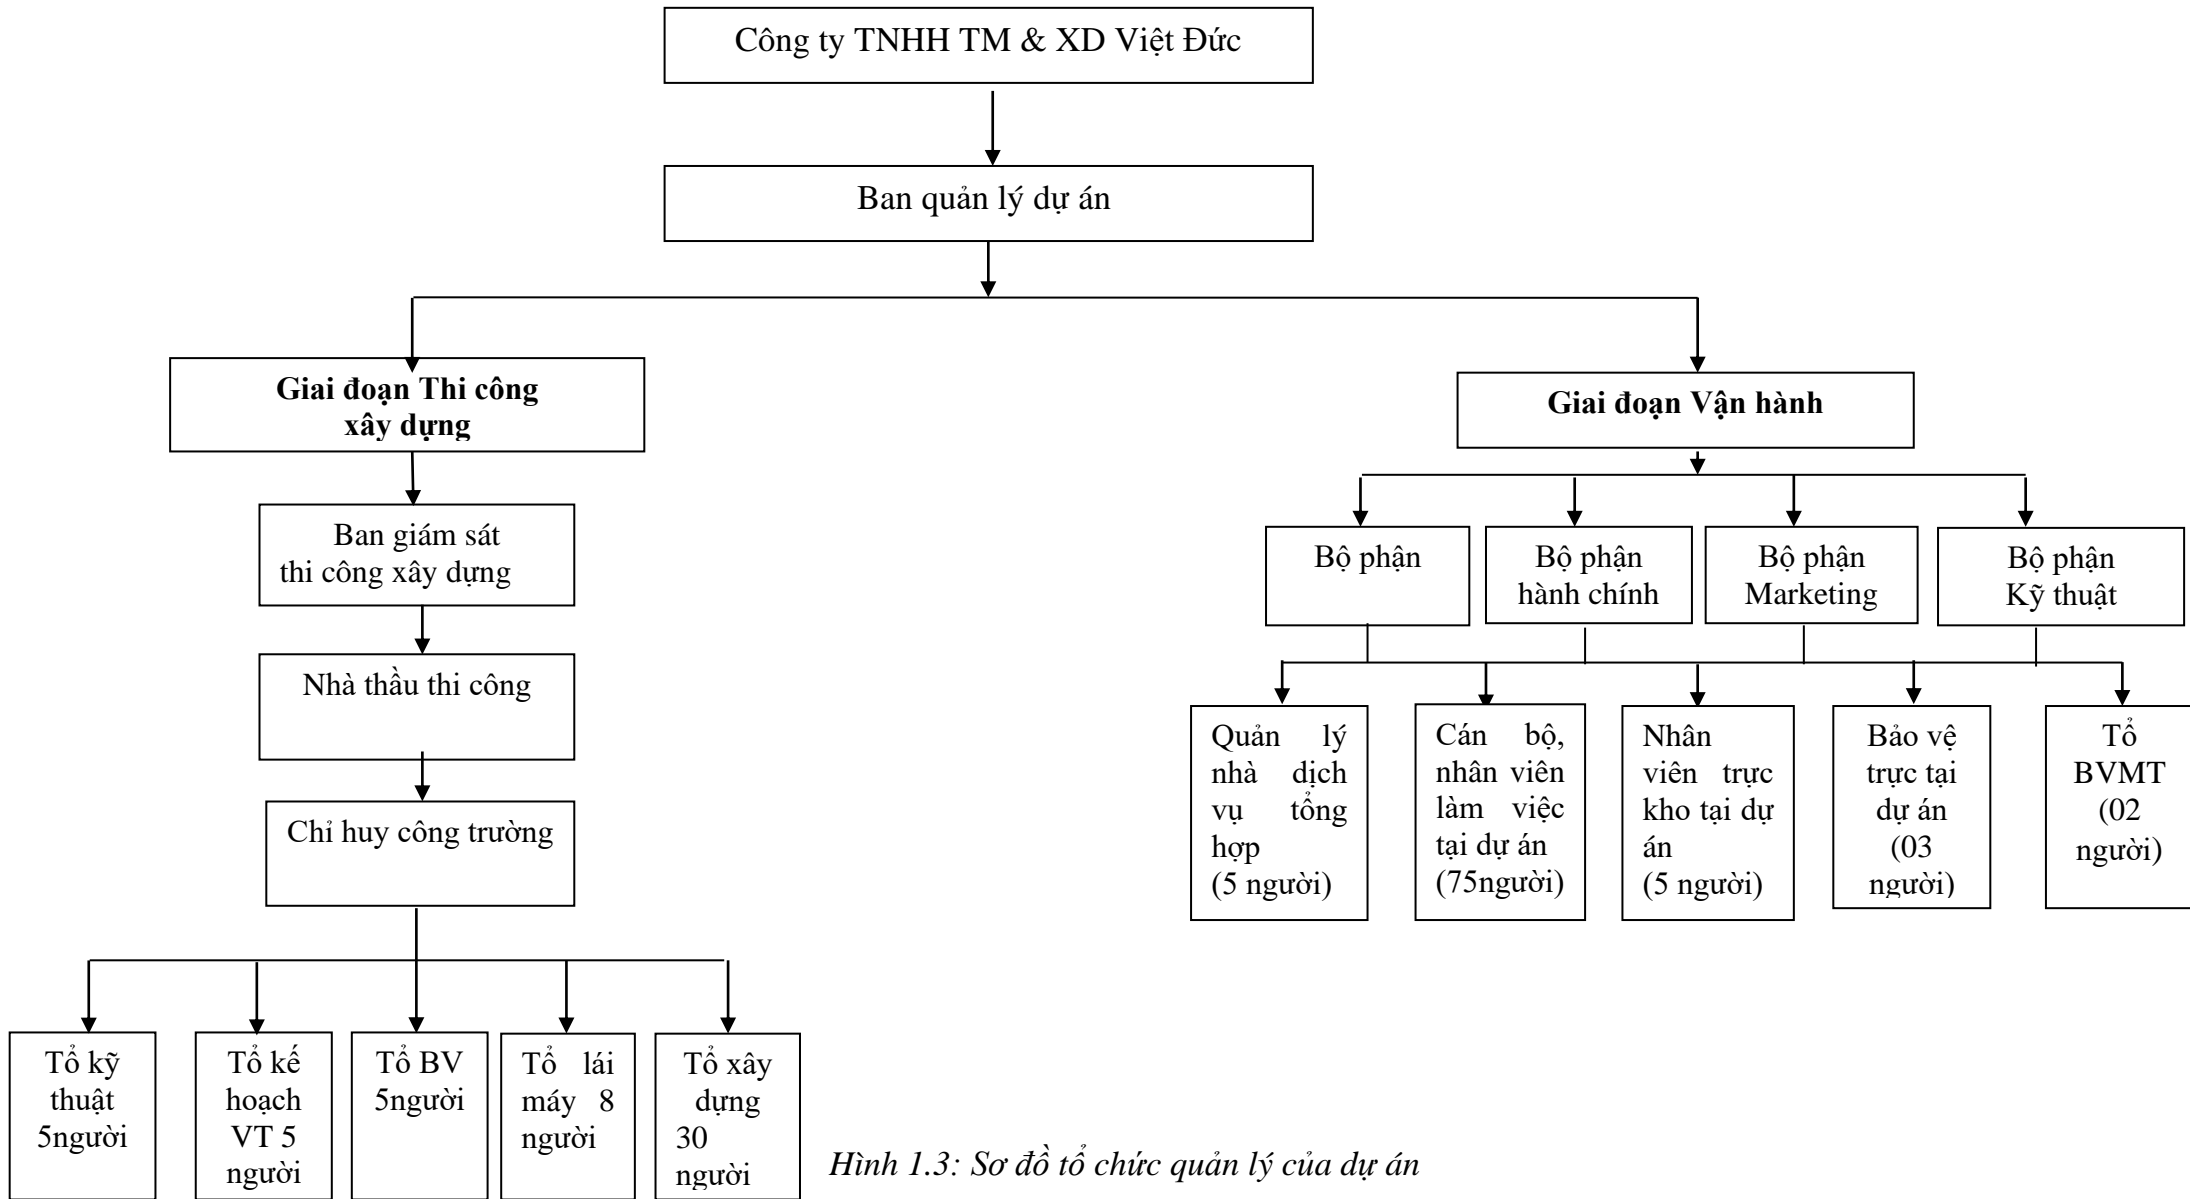 Công ty TNHH TM & XD Việt Đức
Ban quản lý dự án
Giai đoạn Thi công
xây dựng
Giai đoạn Vận hành
Ban giám sát
thi công xây dựng
Nhà thầu thi công
Chỉ huy công trường
Tổ kỹ
thuật
5người
Tổ kế
hoạch
VT 5
người
Tổ BV
5người
Tổ lái
máy 8
người
Tổ xây
dựng
30
người
Bộ phận
Bộ phận
hành chính
Bộ phận
Marketing
Bộ phận
Kỹ thuật
Quản lý
nhà dịch
vụ tổng
hợp
(5 người)
Cán bộ,
nhân viên
làm việc
tại dự án
(75người)
Nhân
viên trực
kho tại dự
án
(5 người)
Bảo vệ
trực tại
dự án
(03
người)
Tổ
BVMT
(02
người)
Hình 1.3: Sơ đồ tổ chức quản lý của dự án